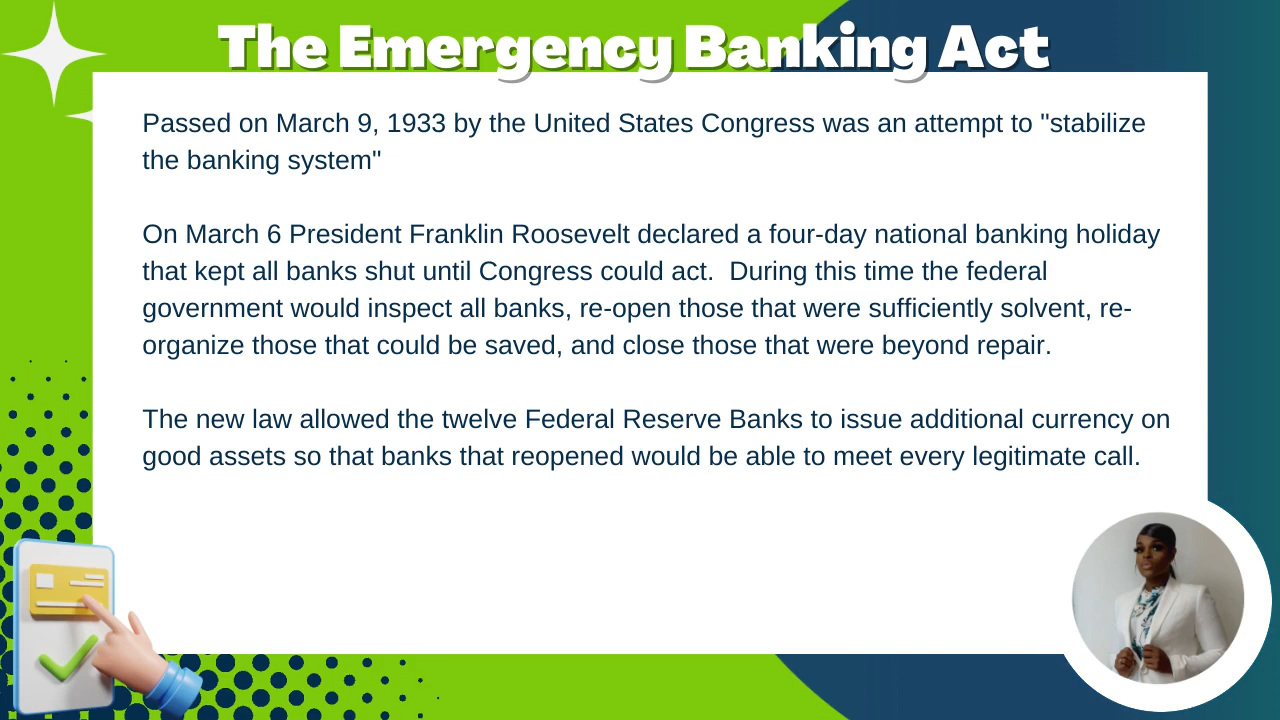 The Emergency Banking Act
Passed on March 9, 1933 by the United States Congress was an attempt to "stabilize
the banking system"
On March 6 President Franklin Roosevelt declared a four-day national banking holiday
that kept all banks shut until Congress could act.  During this time the federal
government would inspect all banks, re-open those that were sufficiently solvent, re-
organize those that could be saved, and close those that were beyond repair.
The new law allowed the twelve Federal Reserve Banks to issue additional currency on
good assets so that banks that reopened would be able to meet every legitimate call.